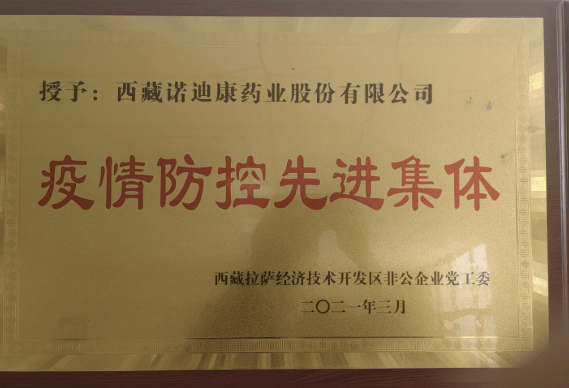 授予：西藏诺迪康药业股份有限公司
疫情防控先进集体
西藏拉萨经济技术开发区非公企业党工委
二〇二一年三月